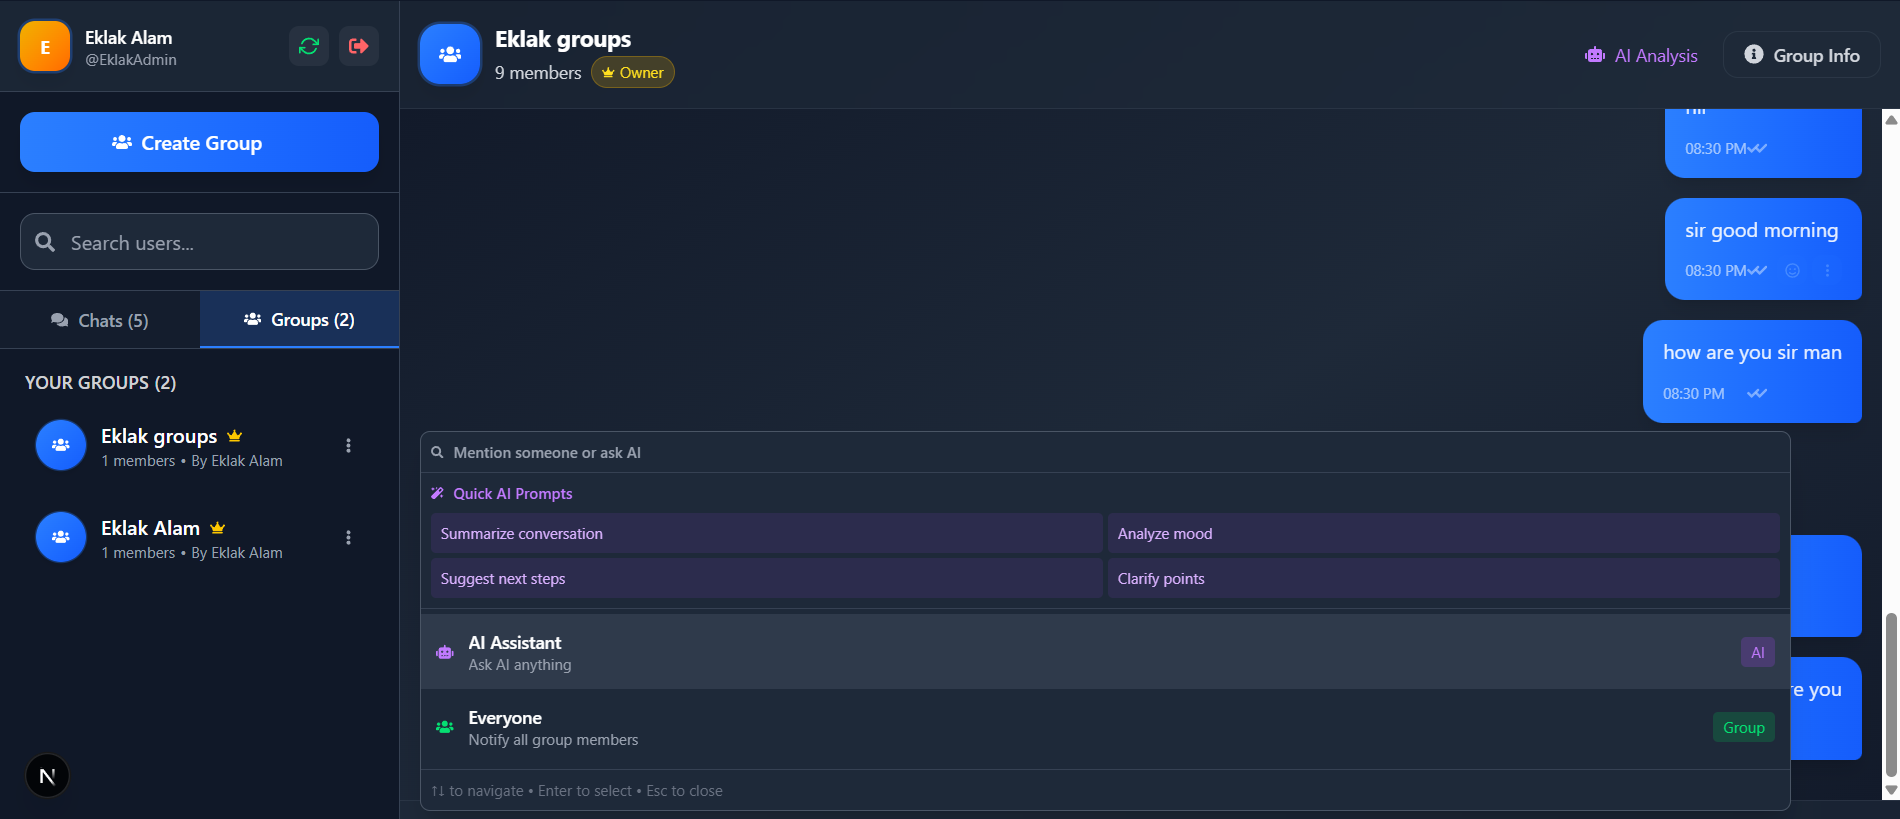 E
Eklak Alam
@EklakAdmin
Create Group
Search users...
Chats (5)
Groups (2)
YOUR GROUPS (2)
Eklak groups
1 members • By Eklak Alam
Eklak Alam
1 members • By Eklak Alam
N
Eklak groups
9 members
Owner
AI Analysis
Group Info
08:30 PM
sir good morning
08:30 PM
how are you sir man
08:30 PM
Mention someone or ask AI
Quick AI Prompts
Summarize conversation
Analyze mood
Suggest next steps
Clarify points
AI Assistant
Ask AI anything
AI
Everyone
Notify all group members
Group
you
↑↓ to navigate • Enter to select • Esc to close